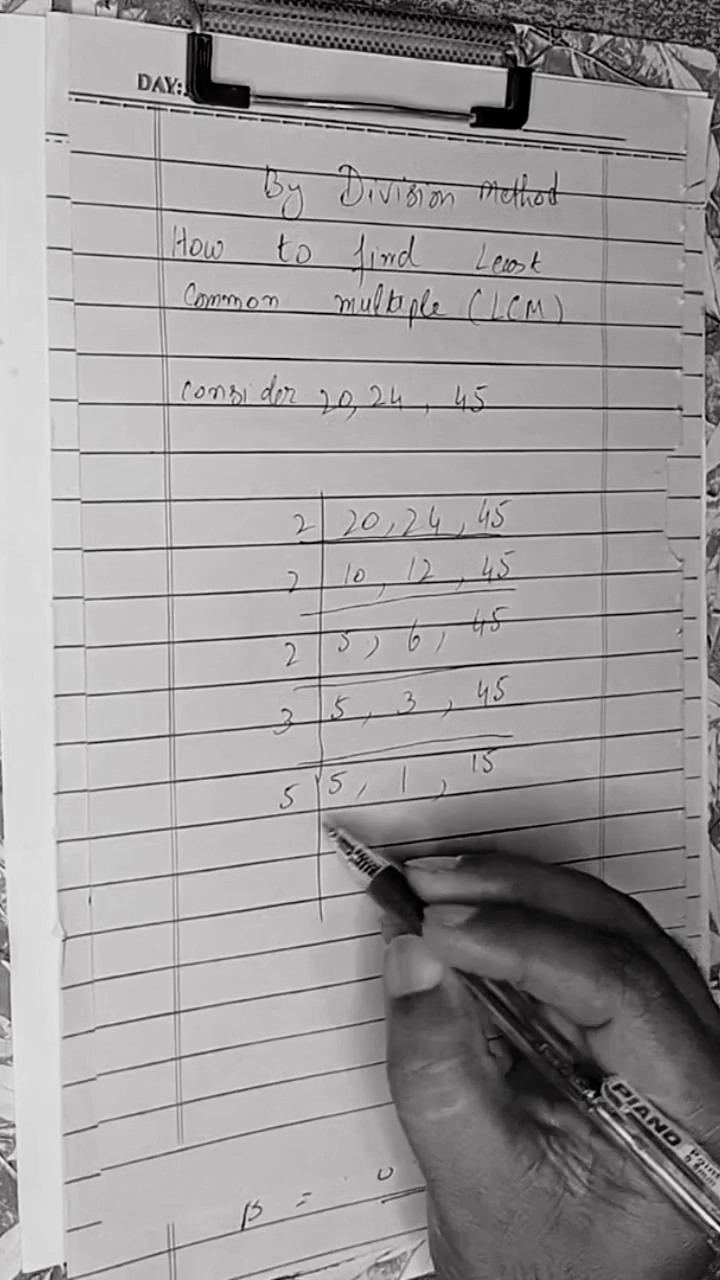 DAY:
By Division Method
How to find Least
Common multiple (LCM)
Consider 20, 24, 45
2 | 20, 24, 45
2 | 10, 12, 45
2 | 5, 6, 45
3 | 5, 3, 45
5 | 5, 1, 15
PIANO
Point